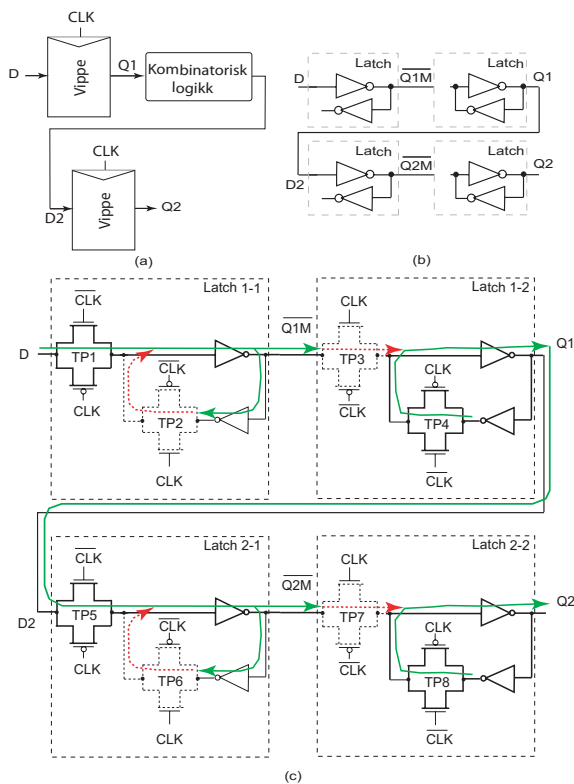 CLK
D
Vippe
Q1
Kombinatorisk
logikk
CLK
D2
Vippe
Q2
(a)
Latch
Latch
D
Q1M
Q1
Latch
Latch
D2
Q2M
Q2
(b)
Latch 1-1
Latch 1-2
CLK
Q1M
CLK
D
TP1
TP3
Q1
CLK
CLK
CLK
CLK
TP2
TP4
CLK
CLK
Latch 2-1
Latch 2-2
CLK
Q2M
CLK
D2
TP5
TP7
Q2
CLK
CLK
CLK
CLK
TP6
TP8
CLK
CLK
(c)